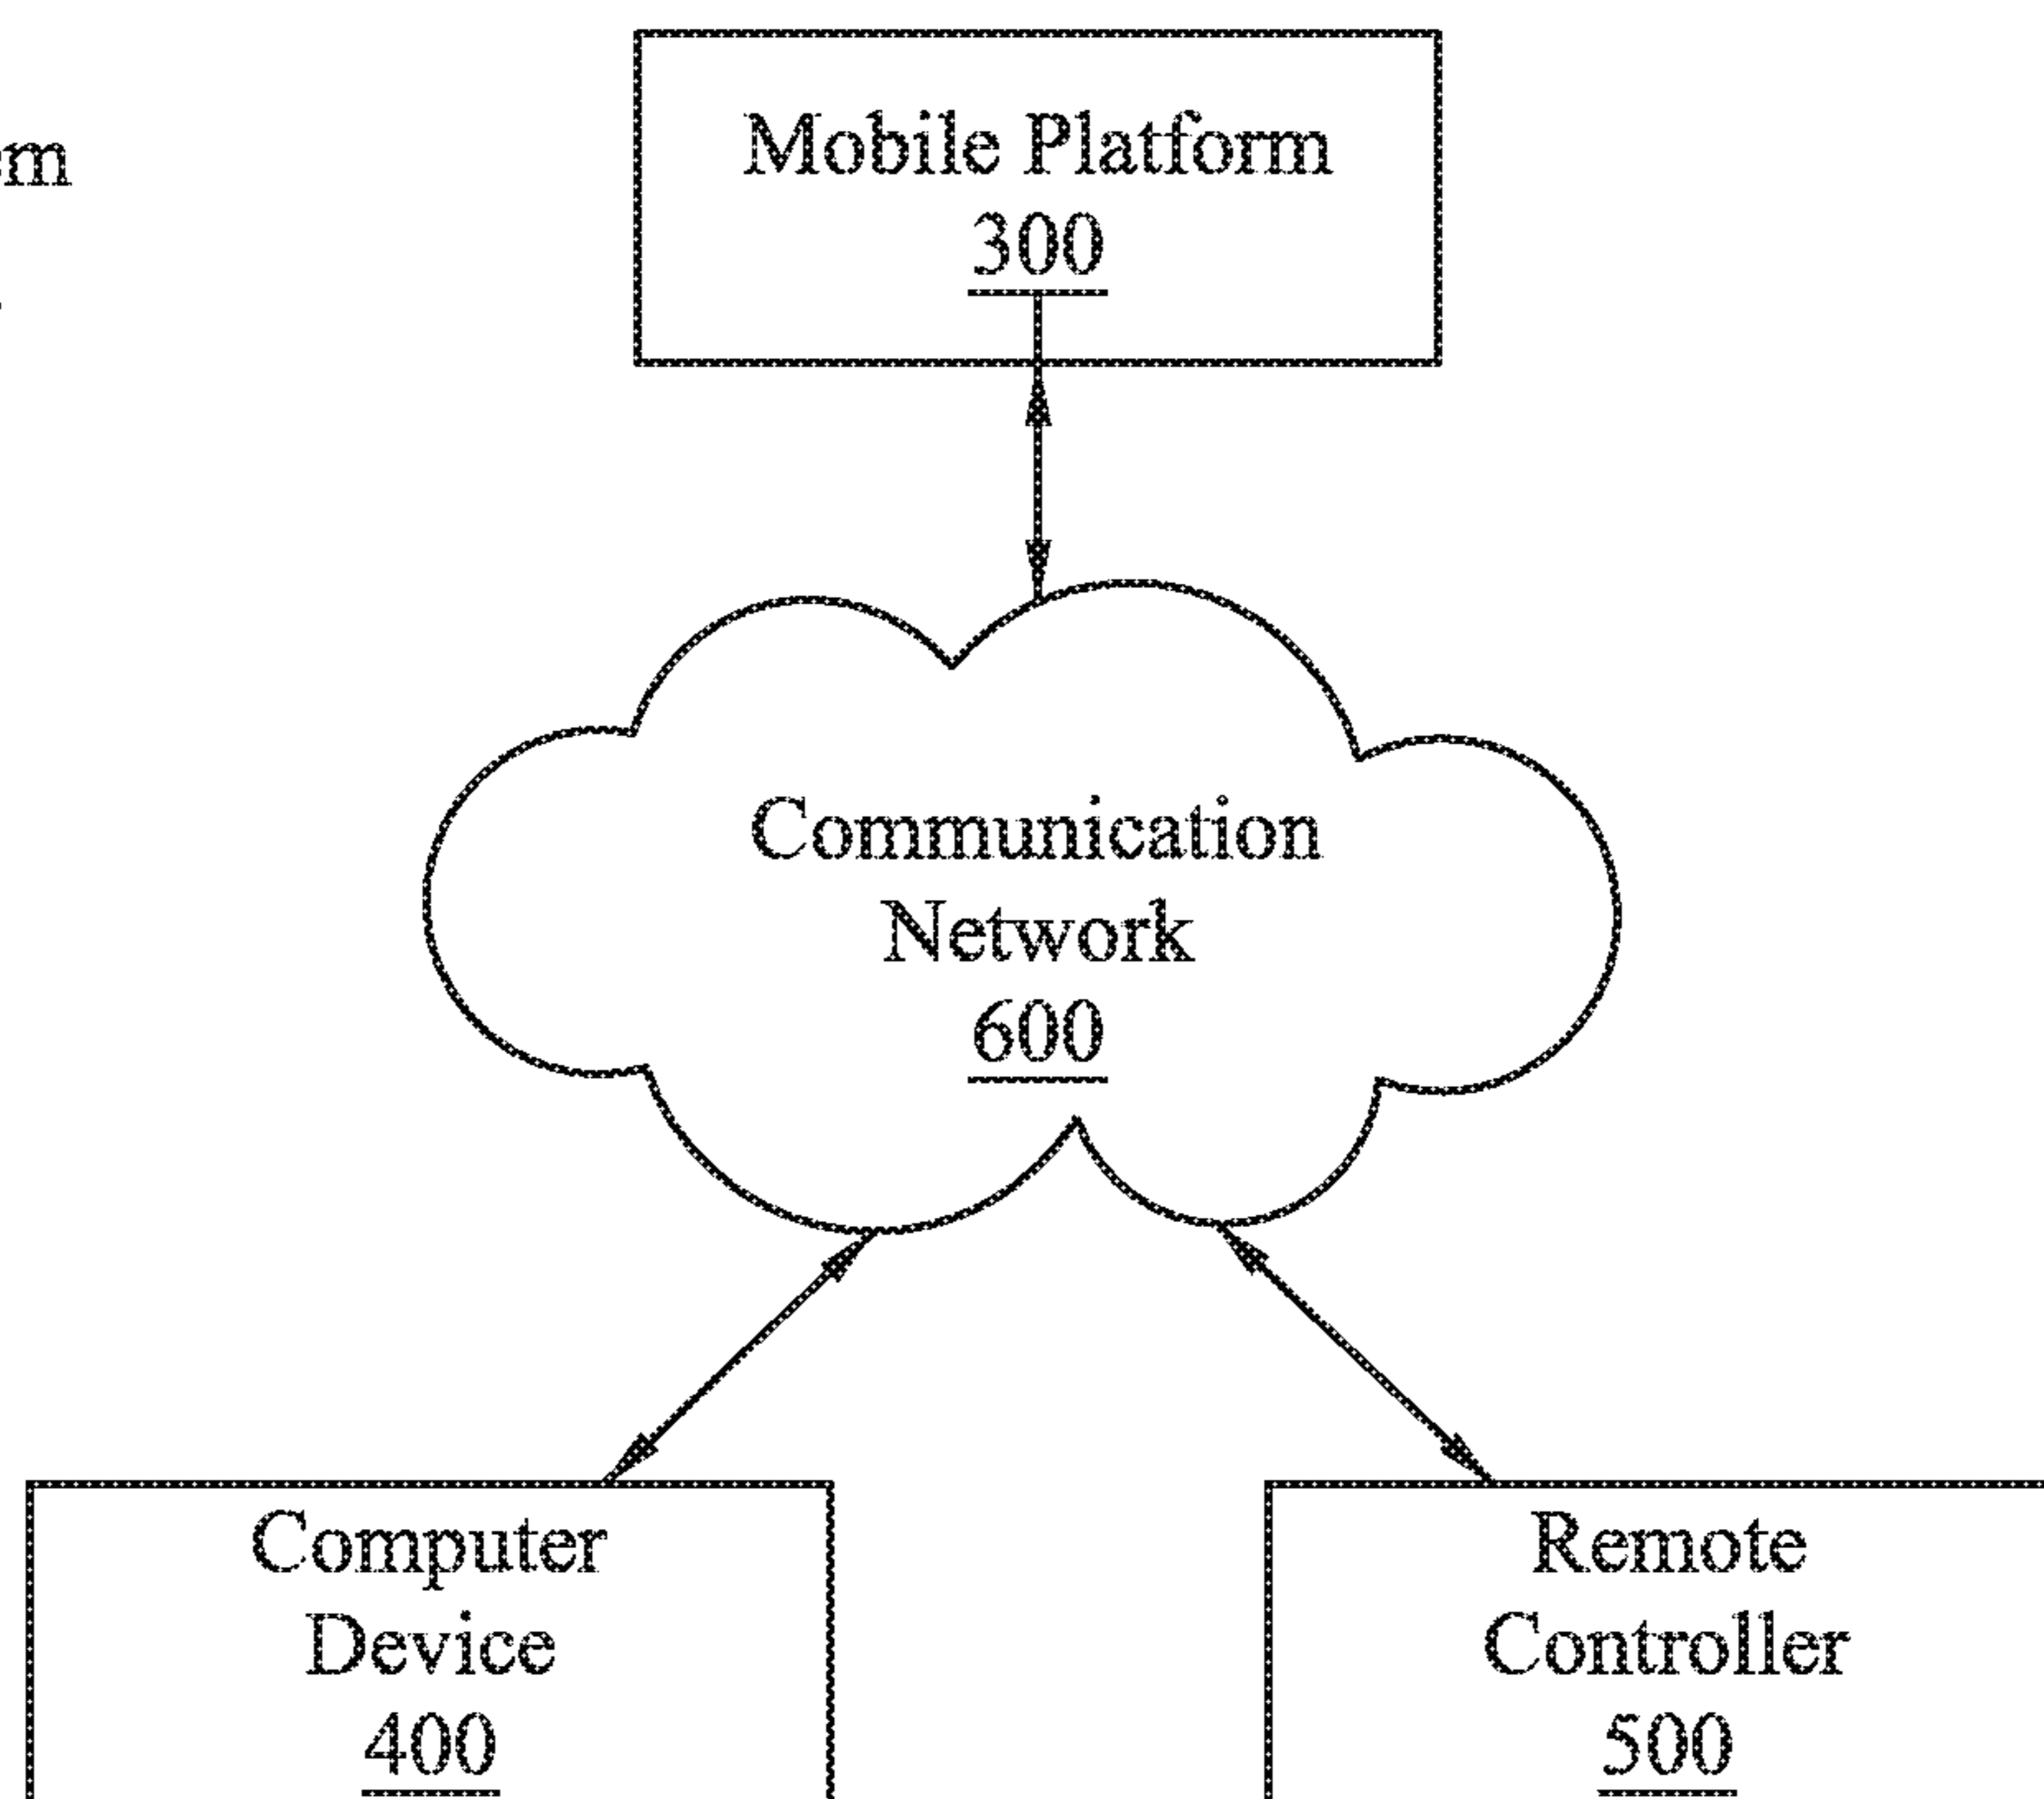 Mobile Platform
300
Communication
Network
600
Computer
Device
400
Remote
Controller
500